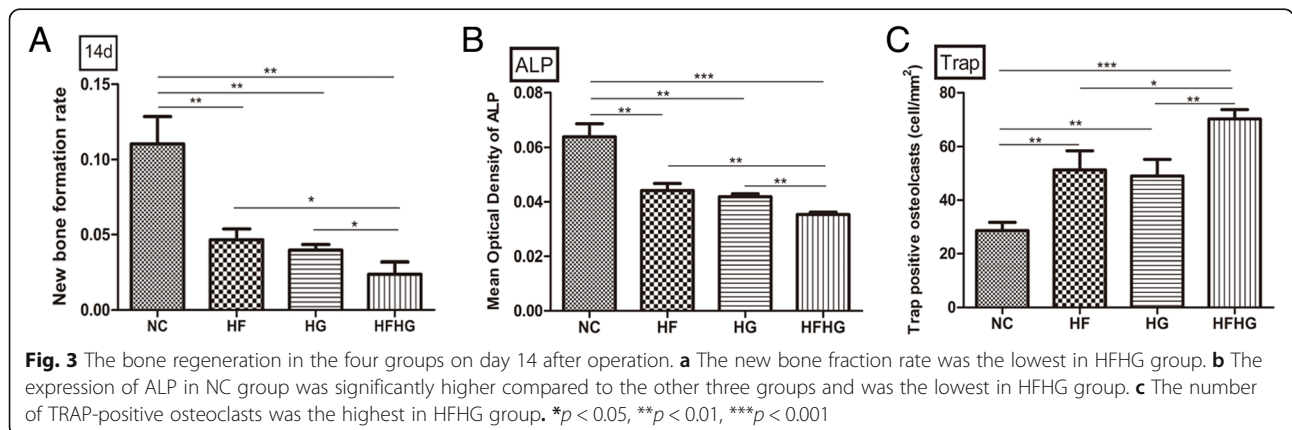 A
14d
New bone formation rate
0.15
0.10
0.05
0.00
**
**
**
*
*
NC HF HG HFHG
B
ALP
Mean Optical Density of ALP
0.08
0.06
0.04
0.02
0.00
***
**
**
**
**
NC HF HG HFHG
C
Trap
Trap positive osteolcasts (cell/mm²)
80
60
40
20
0
***
*
**
**
**
NC HF HG HFHG
Fig. 3 The bone regeneration in the four groups on day 14 after operation. a The new bone fraction rate was the lowest in HFHG group. b The
expression of ALP in NC group was significantly higher compared to the other three groups and was the lowest in HFHG group. c The number
of TRAP-positive osteoclasts was the highest in HFHG group. *p < 0.05, **p < 0.01, ***p < 0.001